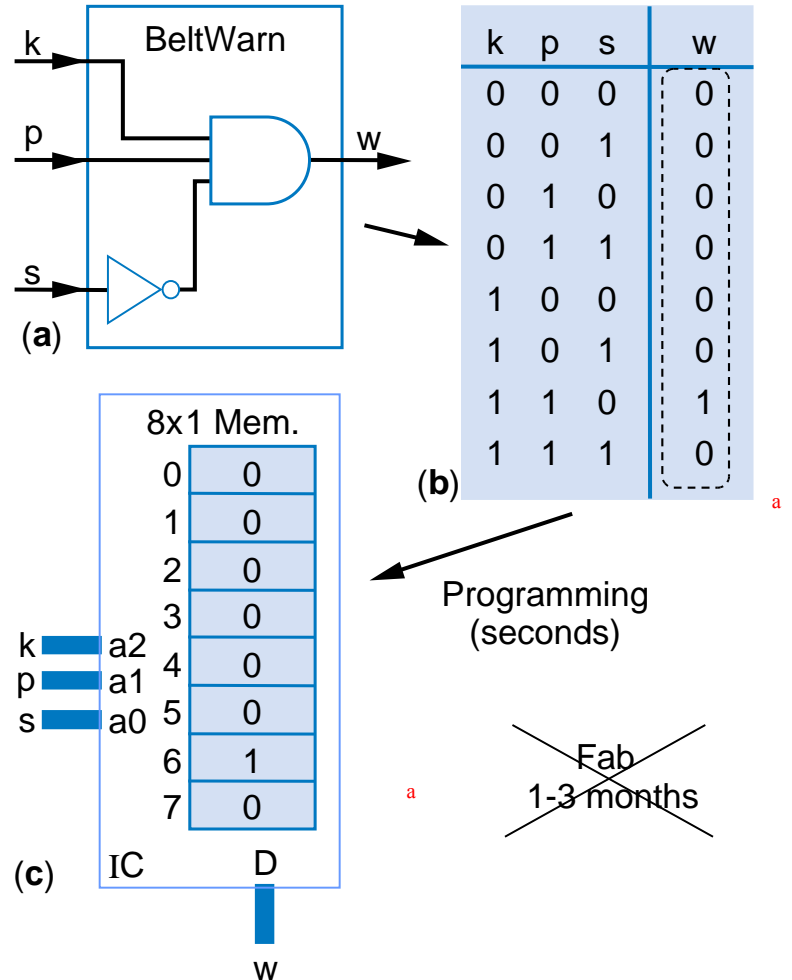 BeltWarn
k
p
w
s
(a)
k p s w
0 0 0 0
0 0 1 0
0 1 0 0
0 1 1 0
1 0 0 0
1 0 1 0
1 1 0 1
1 1 1 0
(b)
a
8x1 Mem.
0 0
1 0
2 0
3 0
4 0
5 0
6 1
7 0
k a2
p a1
s a0
IC D
(c)
w
Programming
(seconds)
a
Fab
1-3 months